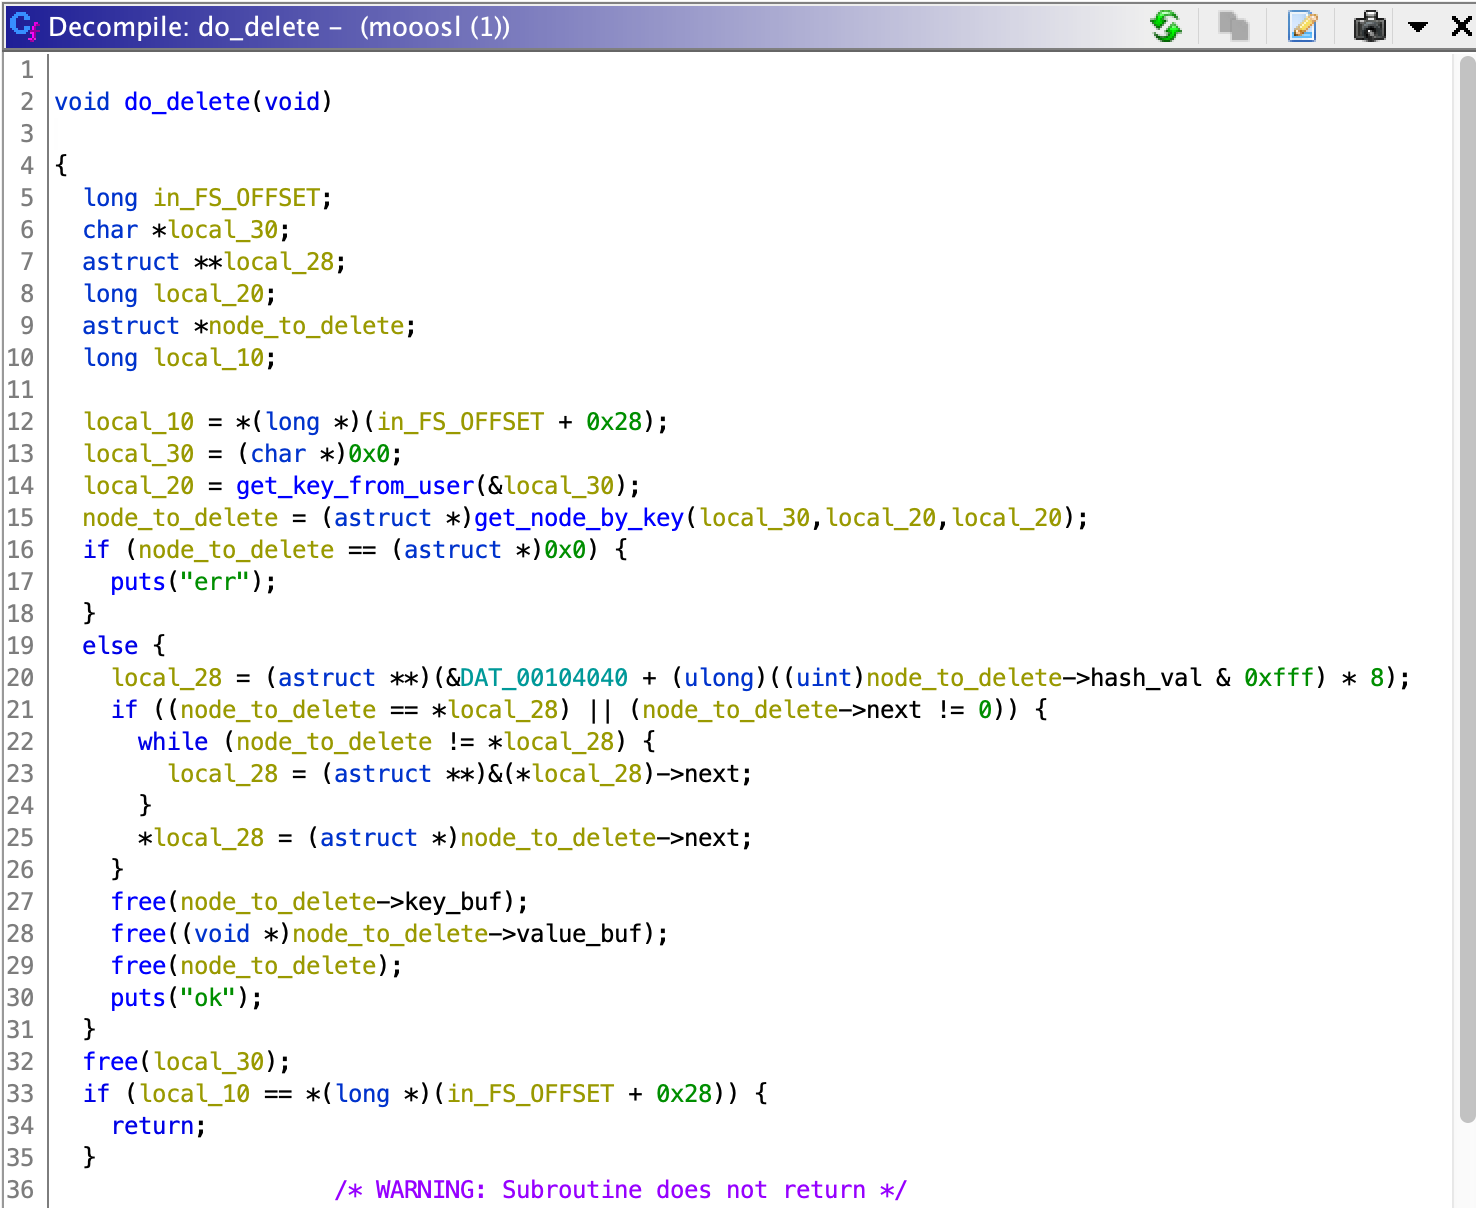 Decompile: do_delete – (mooosl (1))
1
2 void do_delete(void)
3
4 {
5   long in_FS_OFFSET;
6   char *local_30;
7   astruct **local_28;
8   long local_20;
9   astruct *node_to_delete;
10   long local_10;
11
12   local_10 = *(long *)(in_FS_OFFSET + 0x28);
13   local_30 = (char *)0x0;
14   local_20 = get_key_from_user(&local_30);
15   node_to_delete = (astruct *)get_node_by_key(local_30,local_20,local_20);
16   if (node_to_delete == (astruct *)0x0) {
17     puts("err");
18   }
19   else {
20     local_28 = (astruct **)(&DAT_00104040 + (ulong)((uint)node_to_delete->hash_val & 0xfff) * 8);
21     if ((node_to_delete == *local_28) || (node_to_delete->next != 0)) {
22       while (node_to_delete != *local_28) {
23         local_28 = (astruct **)&(*local_28)->next;
24       }
25       *local_28 = (astruct *)node_to_delete->next;
26     }
27     free(node_to_delete->key_buf);
28     free((void *)node_to_delete->value_buf);
29     free(node_to_delete);
30     puts("ok");
31   }
32   free(local_30);
33   if (local_10 == *(long *)(in_FS_OFFSET + 0x28)) {
34     return;
35   }
36                     /* WARNING: Subroutine does not return */